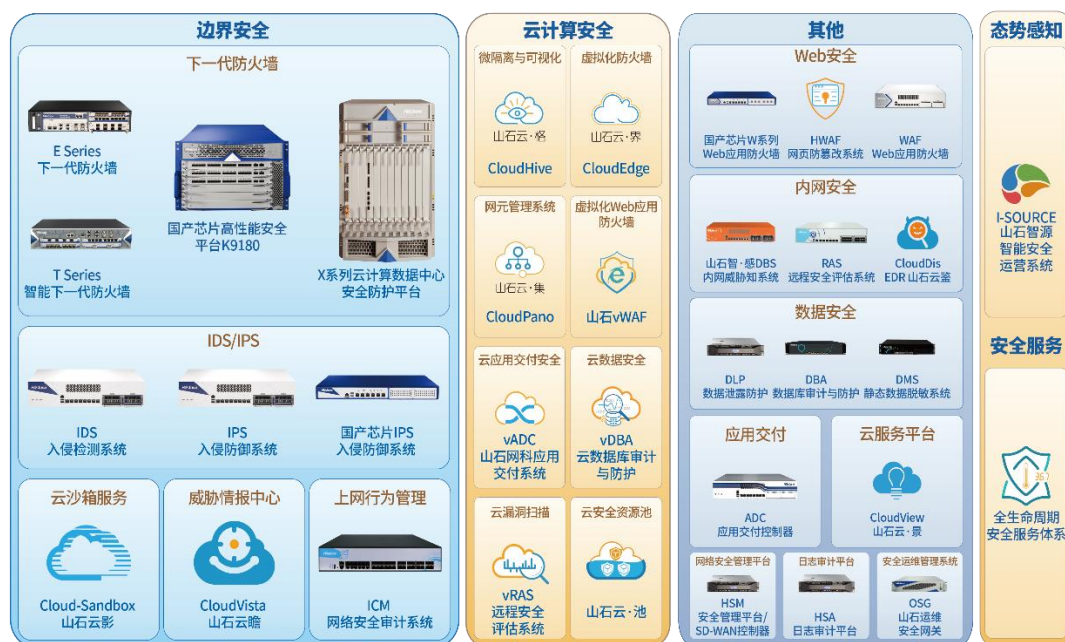 边界安全
下一代防火墙
E Series
下一代防火墙
T Series
智能下一代防火墙
国产芯片高性能安全
平台K9180
X系列云计算数据中心
安全防护平台
IDS/IPS
IDS
入侵检测系统
IPS
入侵防御系统
国产芯片IPS
入侵防御系统
云沙箱服务
Cloud-Sandbox
山石云影
威胁情报中心
CloudVista
山石云瞻
上网行为管理
ICM
网络安全审计系统
云计算安全
微隔离与可视化
山石云·格
CloudHive
虚拟化防火墙
山石云·界
CloudEdge
网元管理系统
山石云·集
CloudPano
虚拟化Web应用
防火墙
山石vWAF
云应用交付安全
vADC
山石网科应用
交付系统
云数据安全
vDBA
云数据库审计
与防护
云漏洞扫描
vRAS
远程安全
评估系统
云安全资源池
山石云·池
其他
Web安全
国产芯片W系列
Web应用防火墙
HWAF
网页防篡改系统
WAF
Web应用防火墙
内网安全
山石智·感DBS
内网威胁知系统
RAS
远程安全评估系统
CloudDis
EDR 山石云鉴
数据安全
DLP
数据泄露防护
DBA
数据库审计与防护
DMS
静态数据脱敏系统
应用交付
ADC
应用交付控制器
云服务平台
CloudView
山石云·景
网络安全管理平台
HSM
安全管理平台/
SD-WAN控制器
日志审计平台
HSA
日志审计平台
安全运维管理系统
OSG
山石运维
安全网关
态势感知
I-SOURCE
山石智源
智能安全
运营系统
安全服务
全生命周期
安全服务体系